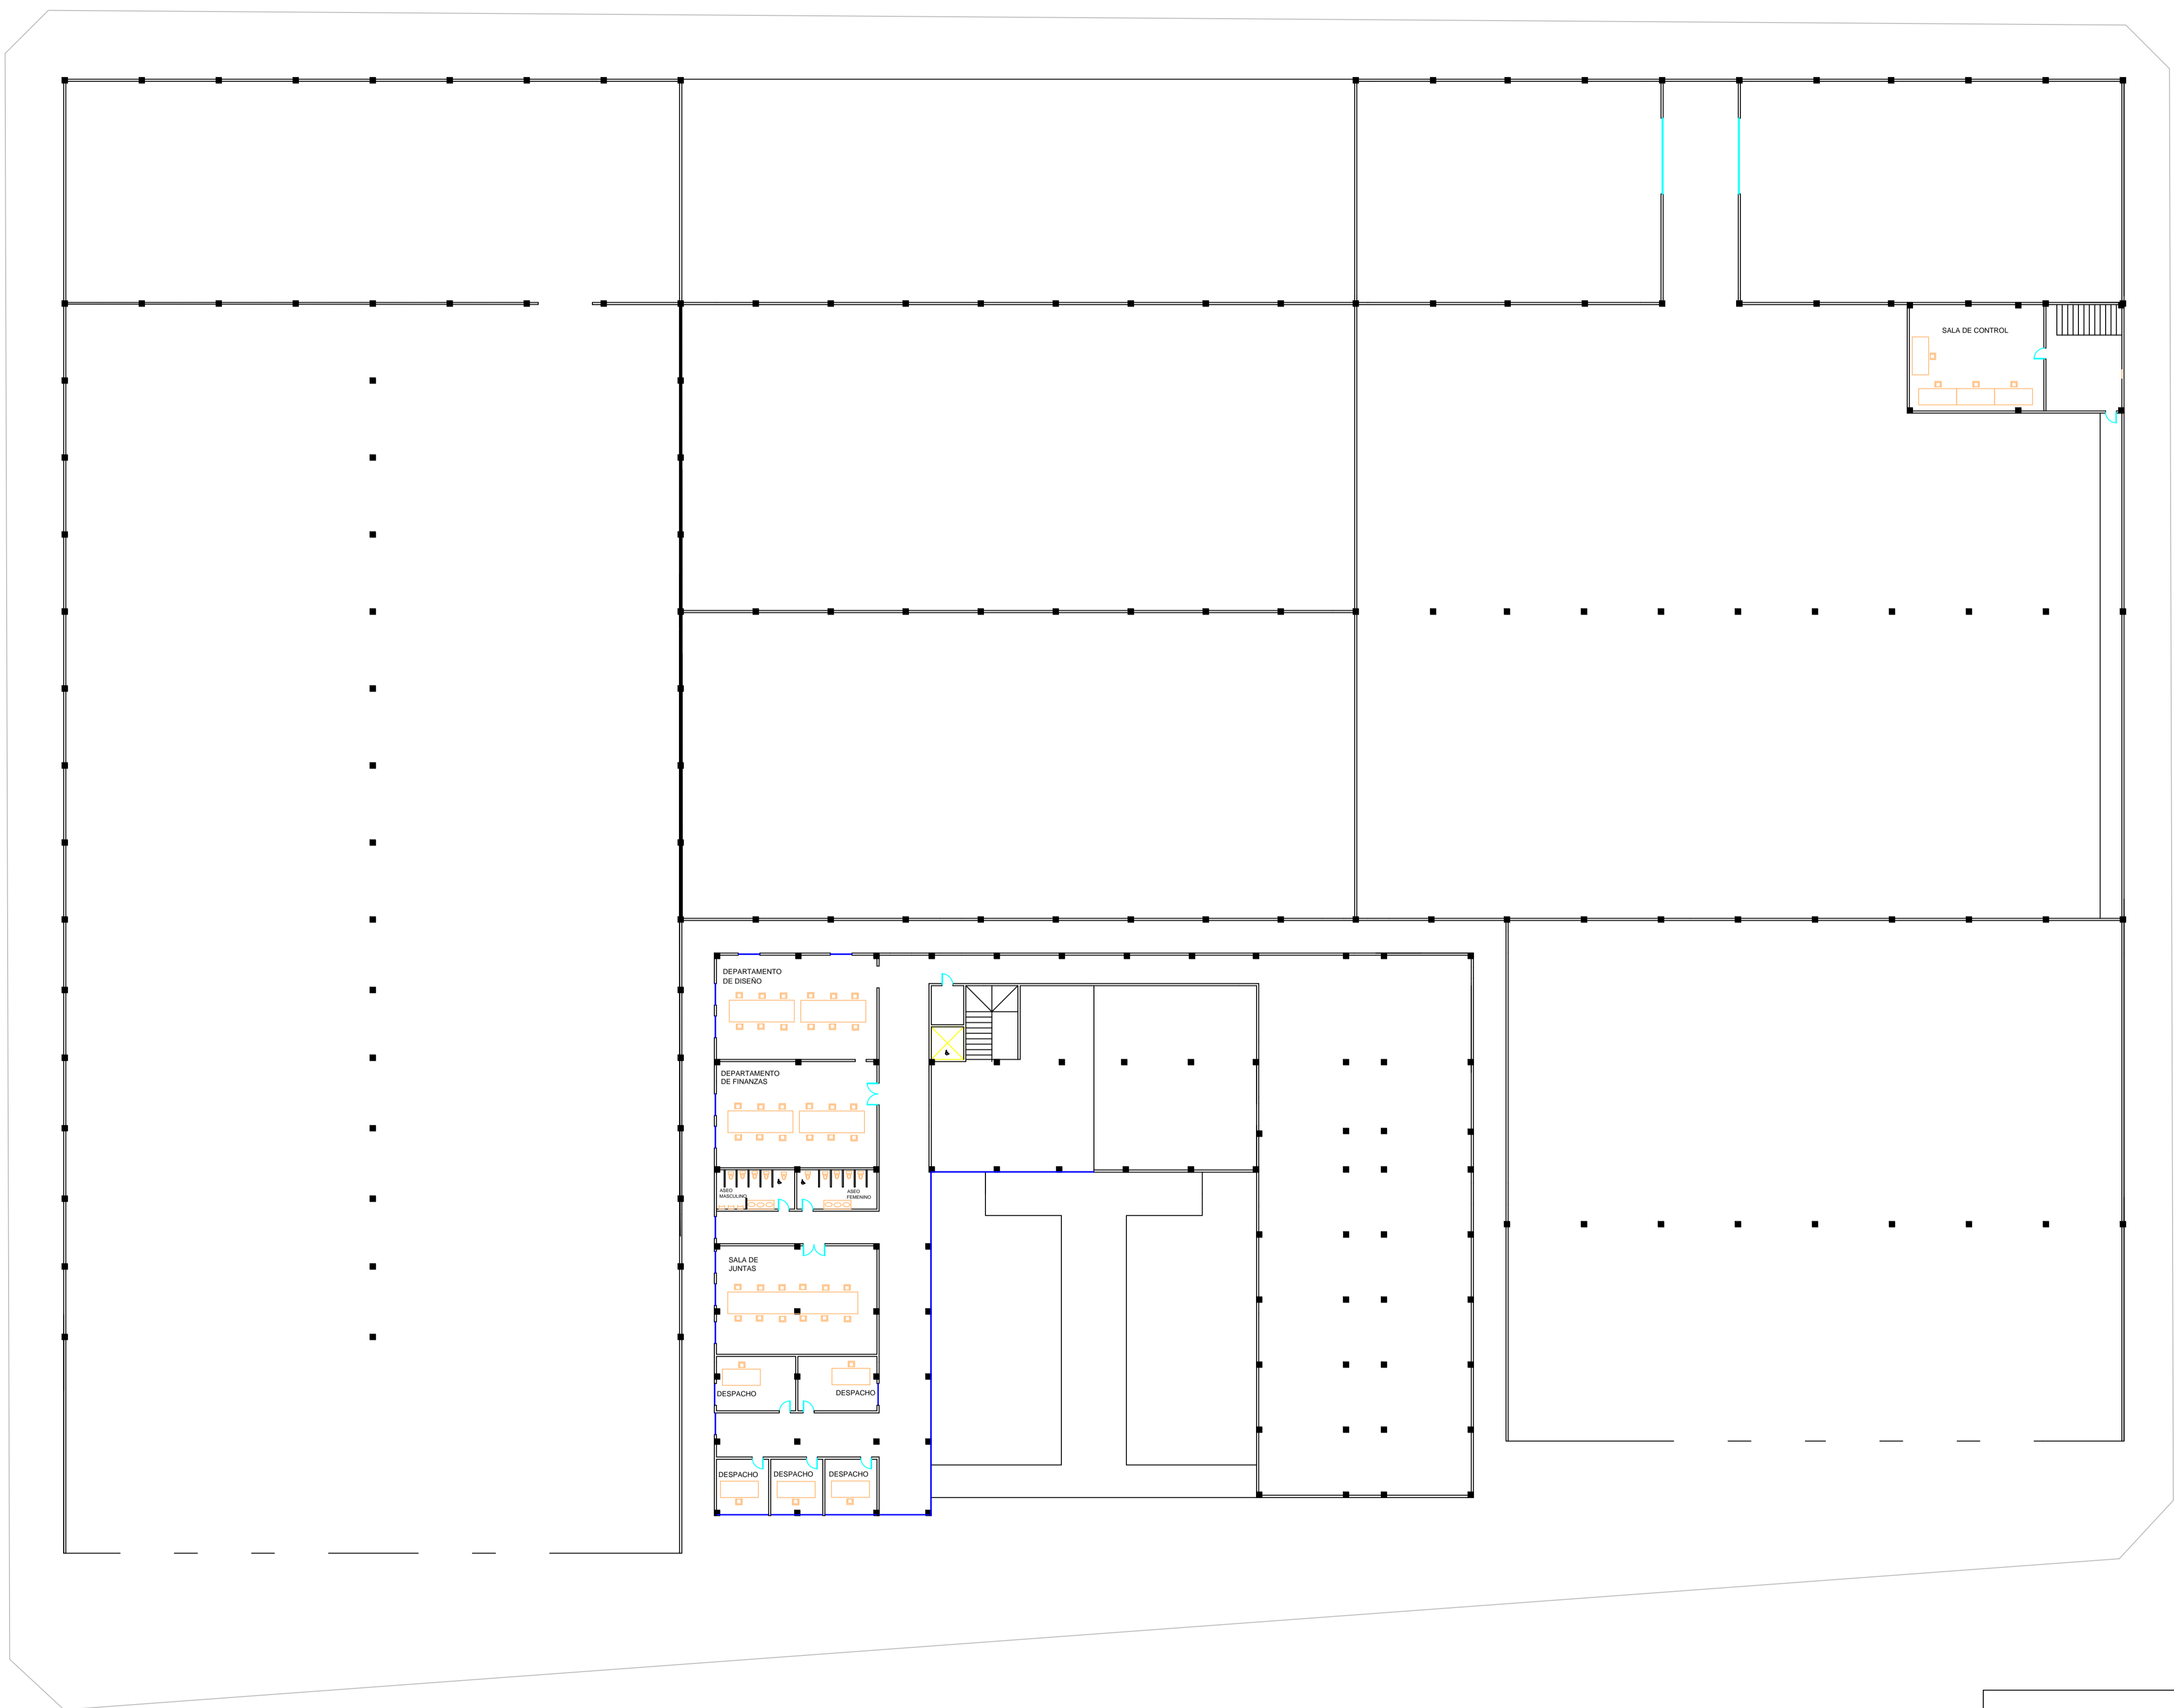 SALA DE CONTROL
DEPARTAMENTO
DE DISEÑO
DEPARTAMENTO
DE FINANZAS
ASEO
MASCULINO
ASEO
FEMENINO
SALA DE
JUNTAS
DESPACHO
DESPACHO
DESPACHO
DESPACHO
DESPACHO